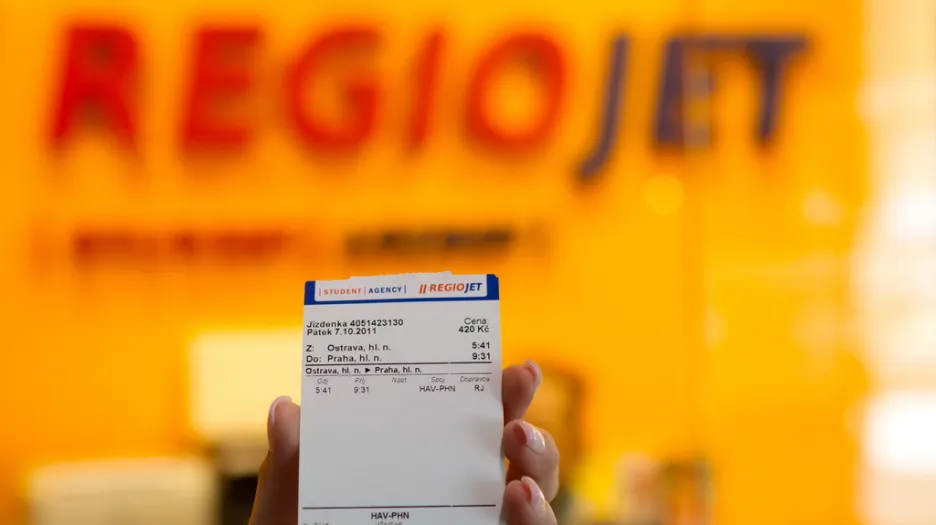 REGIOJET
|STUDENT|AGENCY| || REGIOJET
Jízdenka 4051423130 Cena:
Pátek 7.10.2011 420 Kč
Z: Ostrava, hl. n. 5:41
Do: Praha, hl. n. 9:31
Ostrava, hl. n. ► Praha, hl. n.
Odj Příj Nást Spoj Dopravce
5:41 9:31 HAV-PHN RJ
HAV-PHN